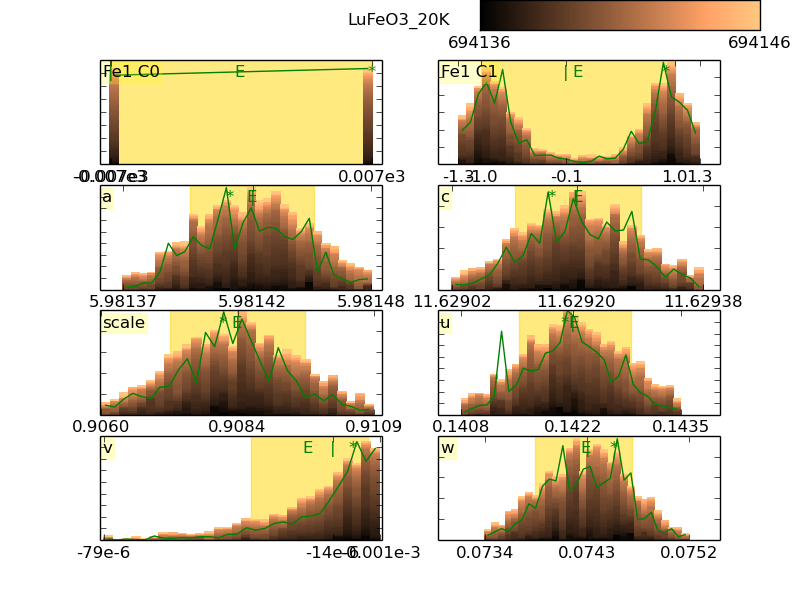 LuFeO3_20K
694136 694146
Fe1 C0 E *
Fe1 C1 | E *
-0.007e3 0.007e3
-1.3 -1.0 -0.1 1.0 1.3
a * E
c * E
5.98137 5.98142 5.98148
11.62902 11.62920 11.62938
scale * E
u * E
0.9060 0.9084 0.9109
0.1408 0.1422 0.1435
v E | *
w E *
-79e-6 -14e-6 0.001e-3
0.0734 0.0743 0.0752